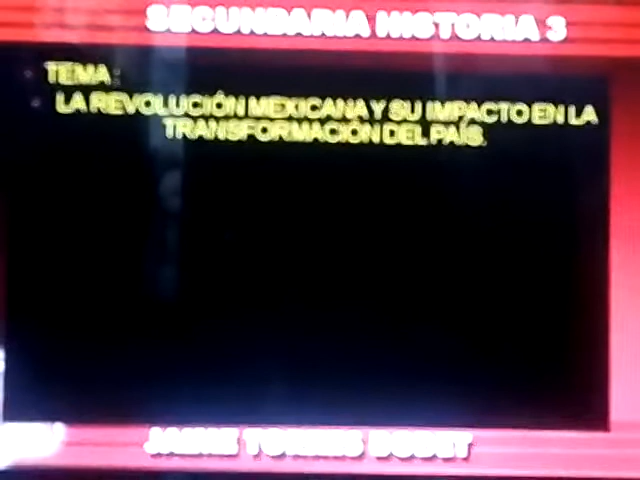 SECUNDARIA HISTORIA 3
TEMA:
LA REVOLUCIÓN MEXICANA Y SU IMPACTO EN LA
TRANSFORMACIÓN DEL PAÍS.
JAIME TORRES BODET